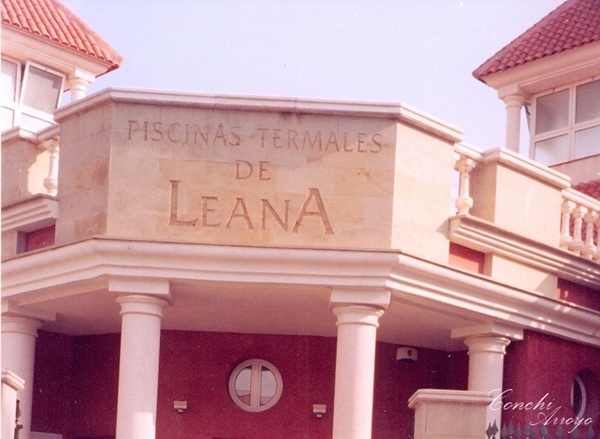 PISCINAS TERMALES
DE
LEANA
Conchi
Arroyo